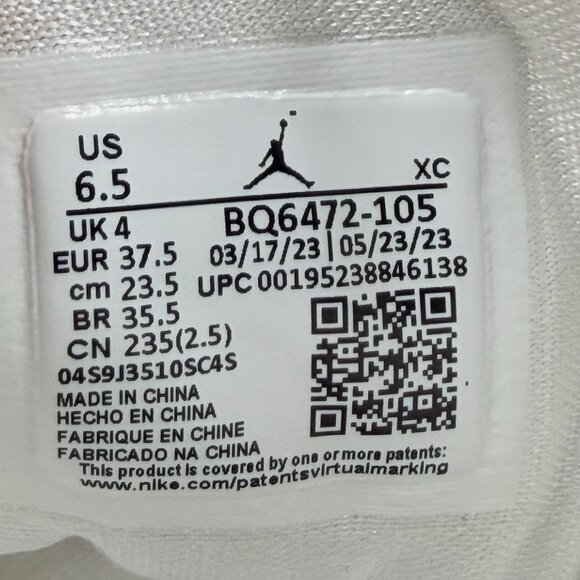 US
6.5
XC
UK 4
BQ6472-105
EUR 37.5
03/17/23 | 05/23/23
cm 23.5
UPC 00195238846138
BR 35.5
CN 235(2.5)
04S9J3510SC4S
MADE IN CHINA
HECHO EN CHINA
FABRIQUE EN CHINE
FABRICADO NA CHINA
This product is covered by one or more patents:
www.nike.com/patentsvirtualmarking